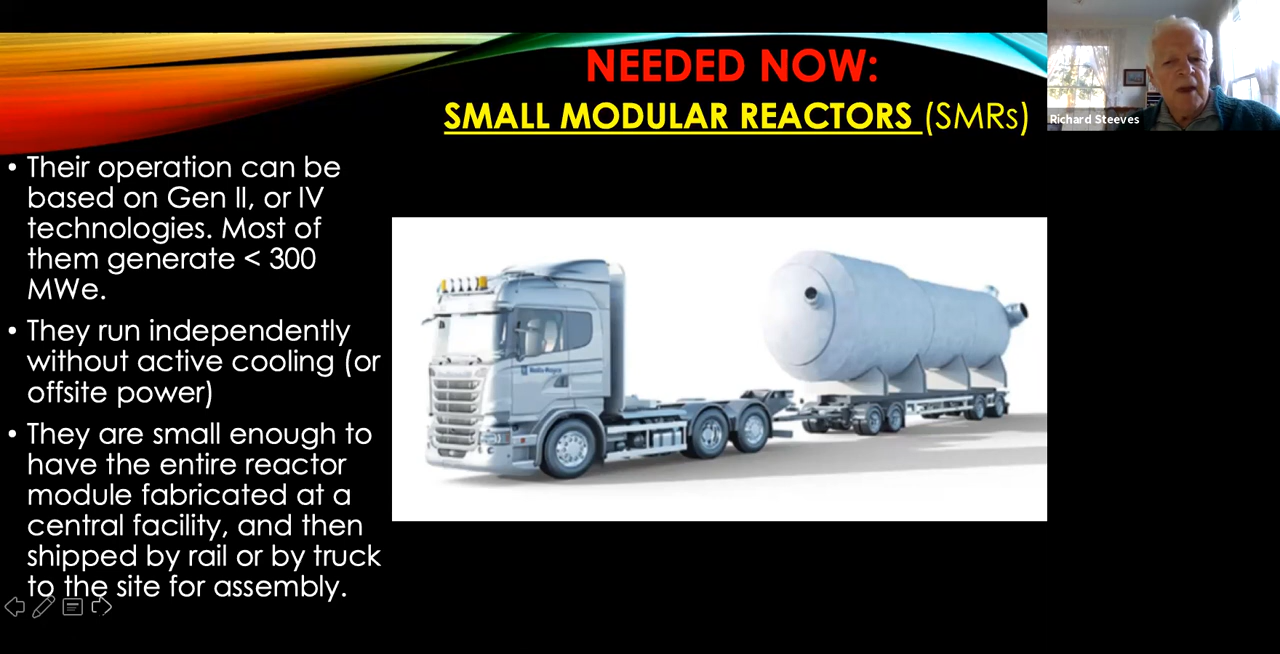 NEEDED NOW:
SMALL MODULAR REACTORS (SMRs)
Richard Steeves
• Their operation can be
based on Gen II, or IV
technologies. Most of
them generate < 300
MWe.
• They run independently
without active cooling (or
offsite power)
• They are small enough to
have the entire reactor
module fabricated at a
central facility, and then
shipped by rail or by truck
to the site for assembly.
Rolls-Royce